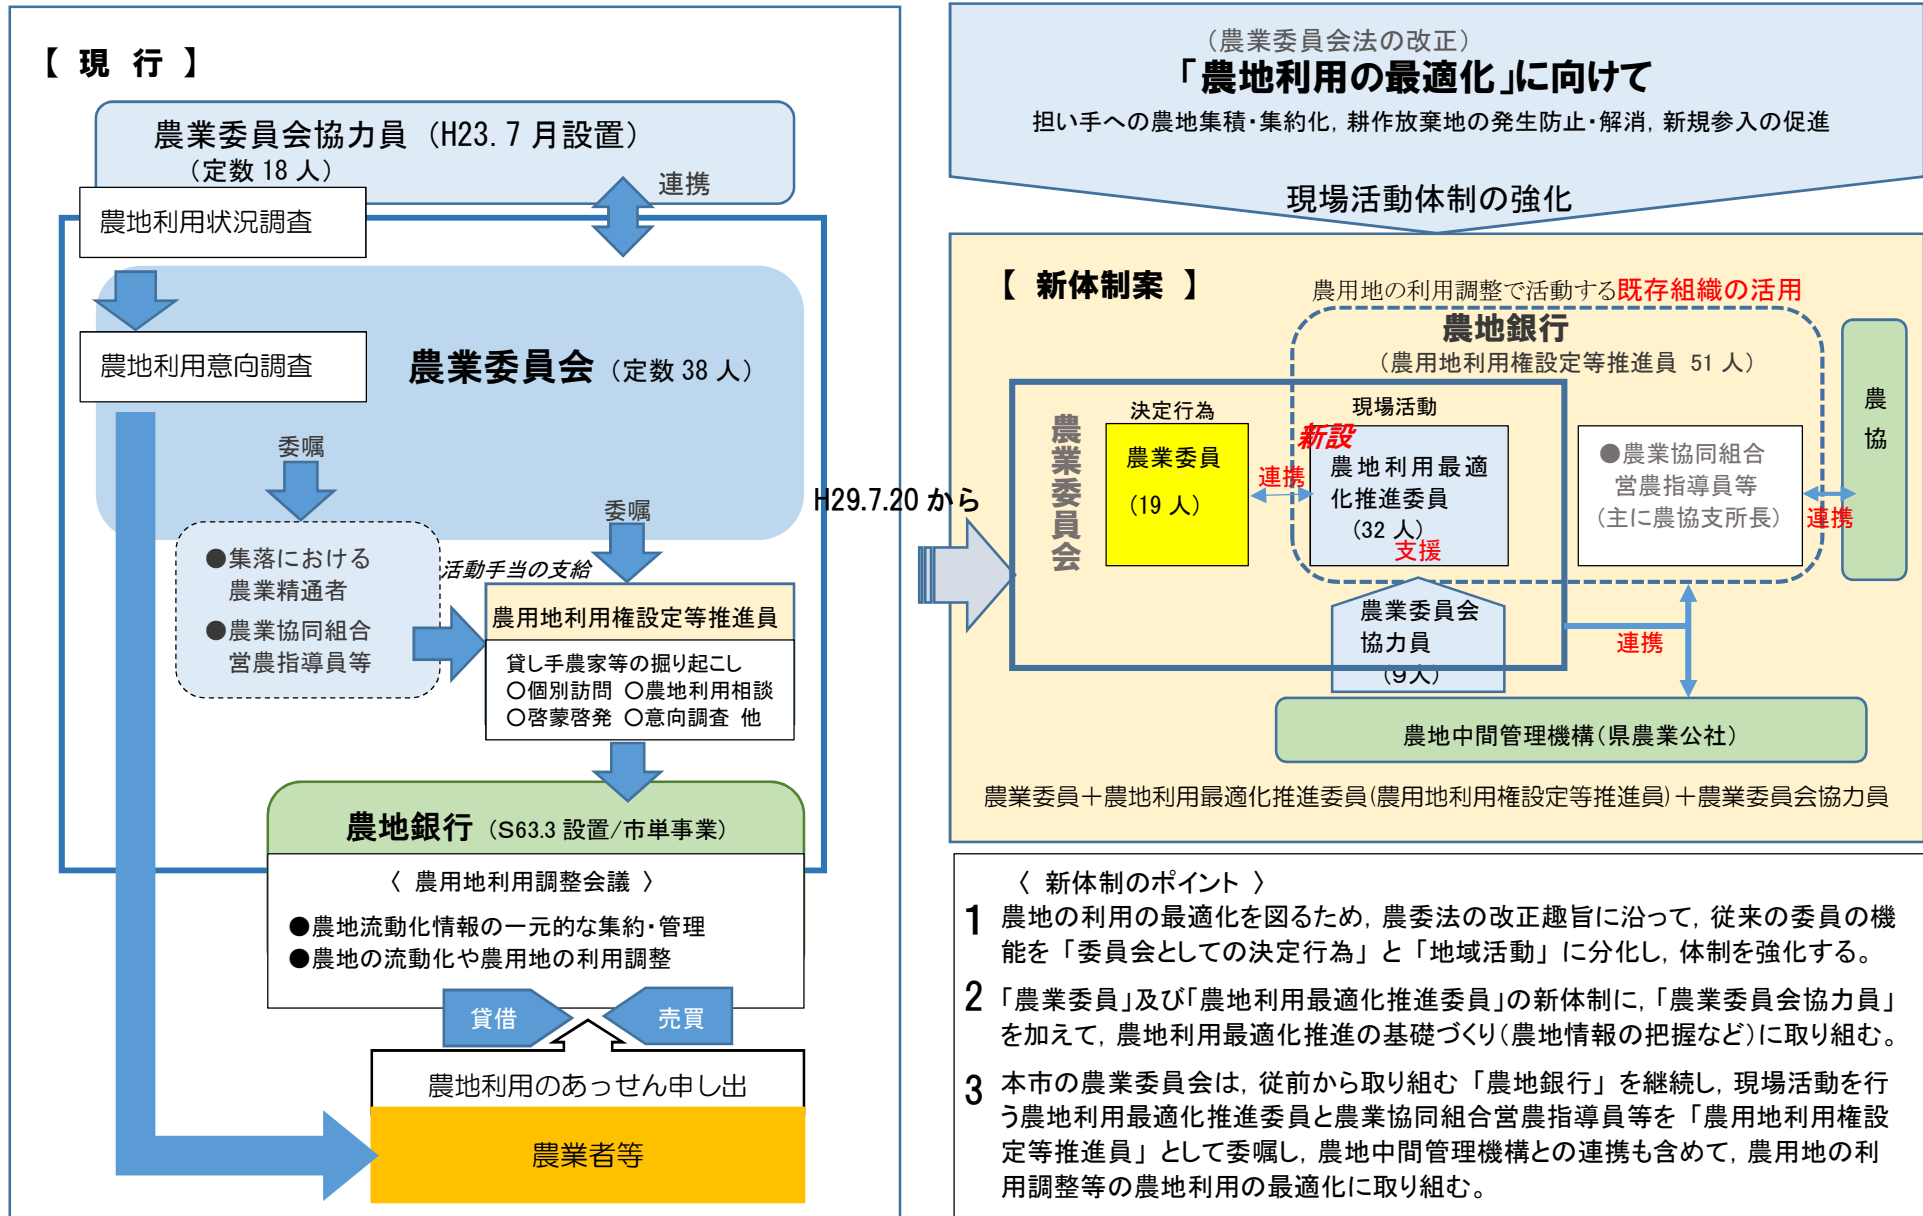 【 現 行 】
農業委員会協力員 (H23.7月設置)
(定数18人)
連携
農地利用状況調査
農地利用意向調査
農業委員会 (定数38人)
委嘱
委嘱
●集落における
農業精通者
●農業協同組合
営農指導員等
活動手当の支給
農用地利用権設定等推進員
貸し手農家等の掘り起こし
○個別訪問 ○農地利用相談
○啓蒙啓発 ○意向調査 他
農地銀行 (S63.3設置/市単事業)
〈 農用地利用調整会議 〉
●農地流動化情報の一元的な集約・管理
●農地の流動化や農用地の利用調整
貸借
売買
農地利用のあっせん申し出
農業者等
H29.7.20から
(農業委員会法の改正)
「農地利用の最適化」に向けて
担い手への農地集積・集約化, 耕作放棄地の発生防止・解消, 新規参入の促進
現場活動体制の強化
【 新体制案 】
農用地の利用調整で活動する既存組織の活用
農地銀行
(農用地利用権設定等推進員 51人)
農業委員会
決定行為
農業委員
(19人)
連携
現場活動
新設
農地利用最適
化推進委員
(32人)
支援
●農業協同組合
営農指導員等
(主に農協支所長)
連携
農協
農業委員会
協力員
(9人)
連携
農地中間管理機構(県農業公社)
農業委員+農地利用最適化推進委員(農用地利用権設定等推進員)+農業委員会協力員
〈 新体制のポイント 〉
1 農地の利用の最適化を図るため, 農委法の改正趣旨に沿って, 従来の委員の機
能を「委員会としての決定行為」と「地域活動」に分化し, 体制を強化する。
2 「農業委員」及び「農地利用最適化推進委員」の新体制に, 「農業委員会協力員」
を加えて, 農地利用最適化推進の基礎づくり(農地情報の把握など)に取り組む。
3 本市の農業委員会は, 従前から取り組む「農地銀行」を継続し, 現場活動を行
う農地利用最適化推進委員と農業協同組合営農指導員等を「農用地利用権設
定等推進員」として委嘱し, 農地中間管理機構との連携も含めて, 農用地の利
用調整等の農地利用の最適化に取り組む。